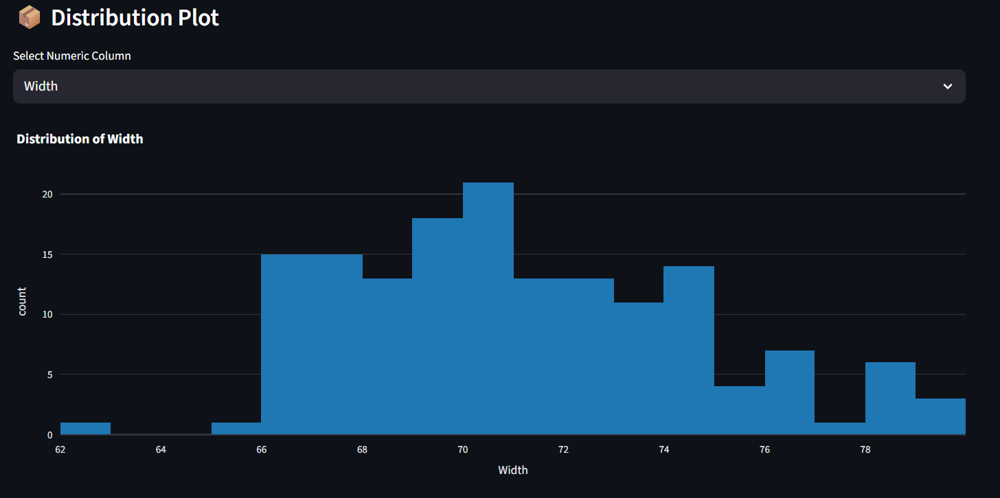 Distribution Plot
Select Numeric Column
Width
Distribution of Width
20
15
10
5
0
count
62 64 66 68 70 72 74 76 78
Width